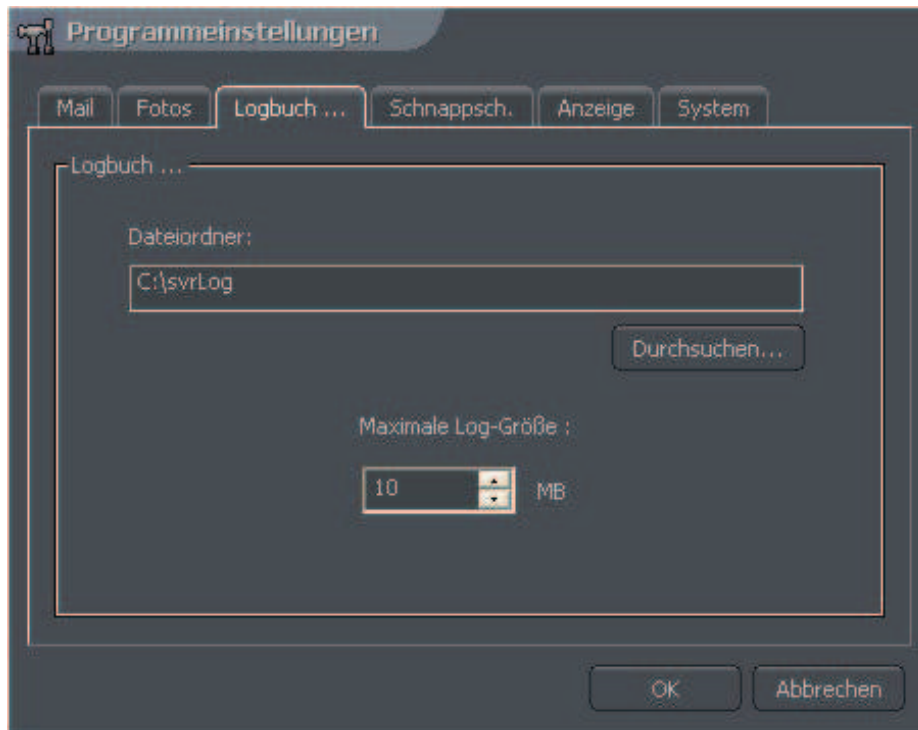 Programmeinstellungen
Mail Fotos Logbuch ... Schnappsch. Anzeige System
Logbuch ...
Dateiordner:
C:\svrLog
Durchsuchen...
Maximale Log-Größe :
10 MB
OK Abbrechen